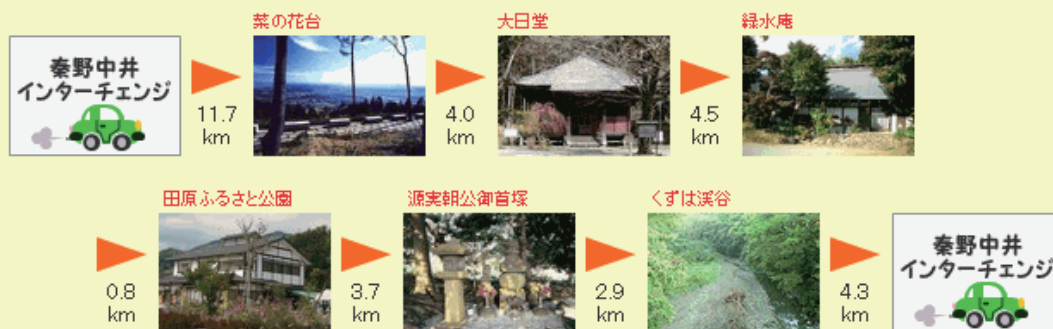 菜の花台
大日堂
緑水庵
秦野中井
インターチェンジ
11.7
km
4.0
km
4.5
km
田原ふるさと公園
源実朝公御首塚
くずは渓谷
0.8
km
3.7
km
2.9
km
4.3
km
秦野中井
インターチェンジ